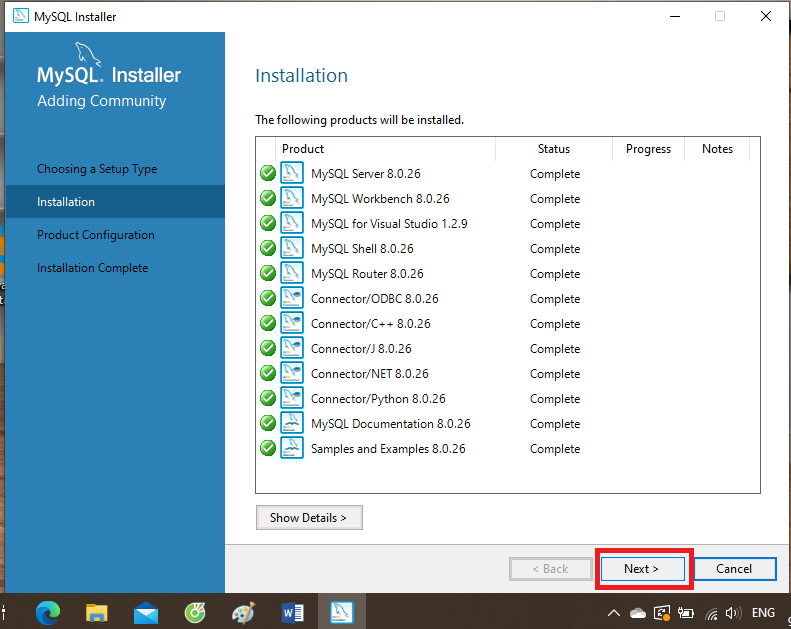 MySQL Installer
MySQL. Installer
Adding Community
Choosing a Setup Type
Installation
Product Configuration
Installation Complete
Installation
The following products will be installed.
Product Status Progress Notes
MySQL Server 8.0.26 Complete
MySQL Workbench 8.0.26 Complete
MySQL for Visual Studio 1.2.9 Complete
MySQL Shell 8.0.26 Complete
MySQL Router 8.0.26 Complete
Connector/ODBC 8.0.26 Complete
Connector/C++ 8.0.26 Complete
Connector/J 8.0.26 Complete
Connector/NET 8.0.26 Complete
Connector/Python 8.0.26 Complete
MySQL Documentation 8.0.26 Complete
Samples and Examples 8.0.26 Complete
Show Details >
< Back Next > Cancel
ENG